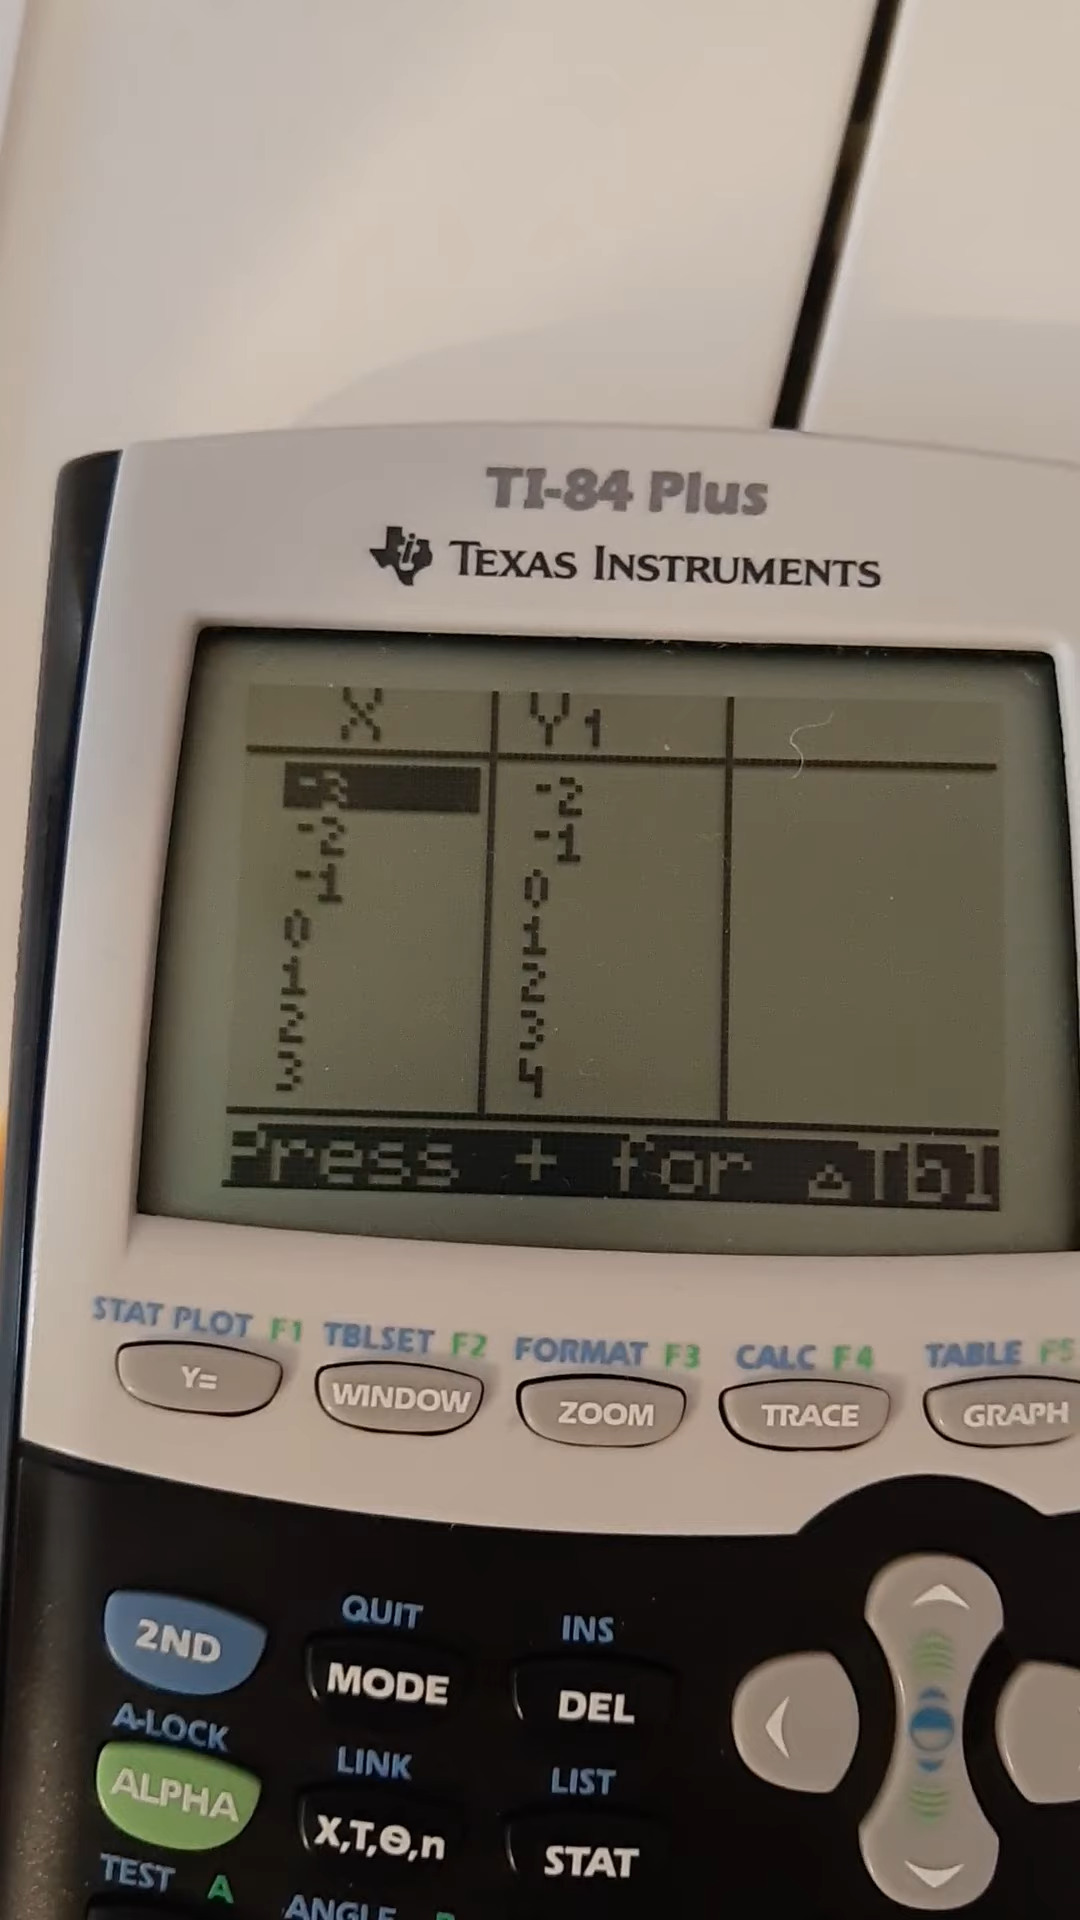 TI-84 Plus
TEXAS INSTRUMENTS
X Y1
-3 -2
-2 -1
-1 0
0 1
1 2
2 3
3 4
Press + for △Tbl
STAT PLOT F1 TBLSET F2 FORMAT F3 CALC F4 TABLE F5
Y= WINDOW ZOOM TRACE GRAPH
QUIT INS
2ND MODE DEL
A-LOCK LINK LIST
ALPHA X,T,Θ,n STAT
TEST A ANGLE